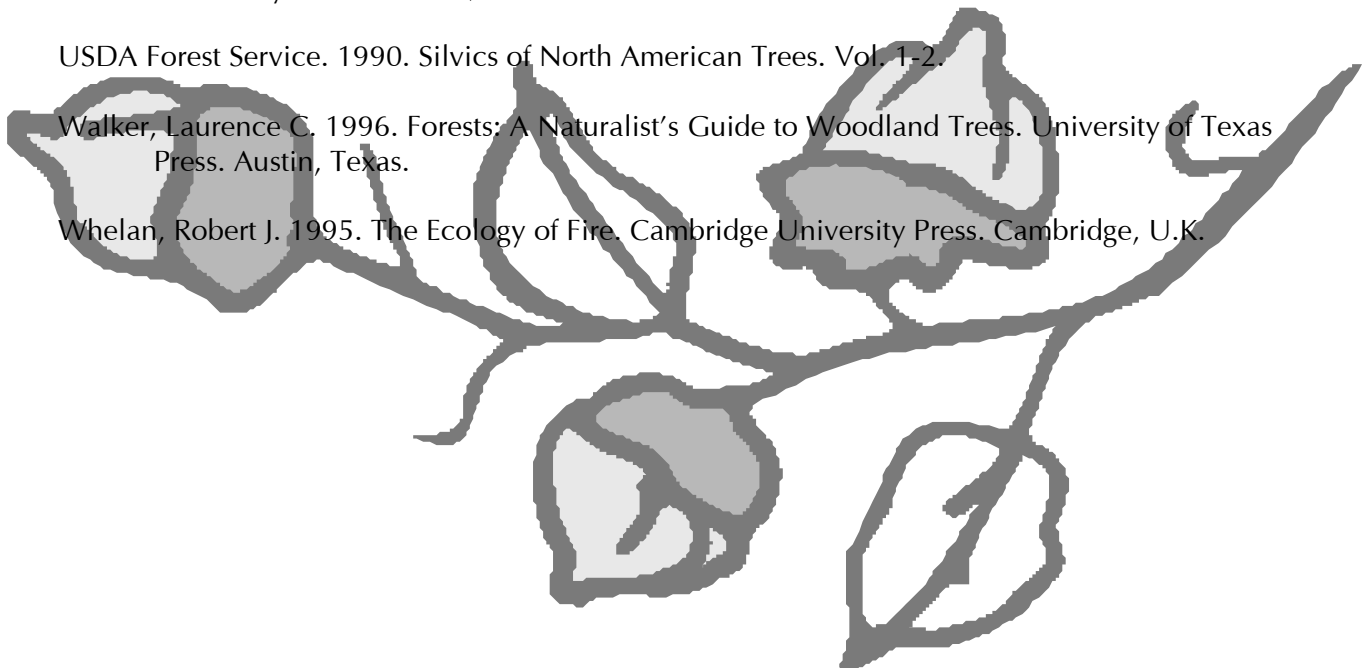 USDA Forest Service. 1990. Silvics of North American Trees. Vol. 1-2.
Walker, Laurence C. 1996. Forests: A Naturalist's Guide to Woodland Trees. University of Texas
Press. Austin, Texas.
Whelan, Robert J. 1995. The Ecology of Fire. Cambridge University Press. Cambridge, U.K.